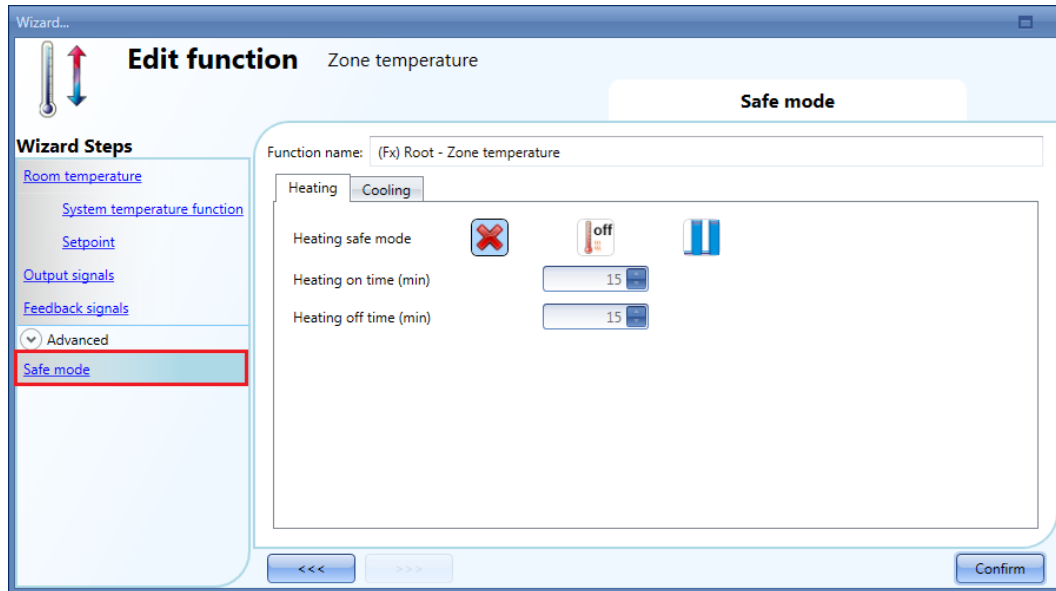 Wizard...
Edit function Zone temperature
Safe mode
Wizard Steps
Room temperature
System temperature function
Setpoint
Output signals
Feedback signals
Advanced
Safe mode
Function name: (Fx) Root - Zone temperature
Heating Cooling
Heating safe mode off
Heating on time (min) 15
Heating off time (min) 15
<<< >>> Confirm